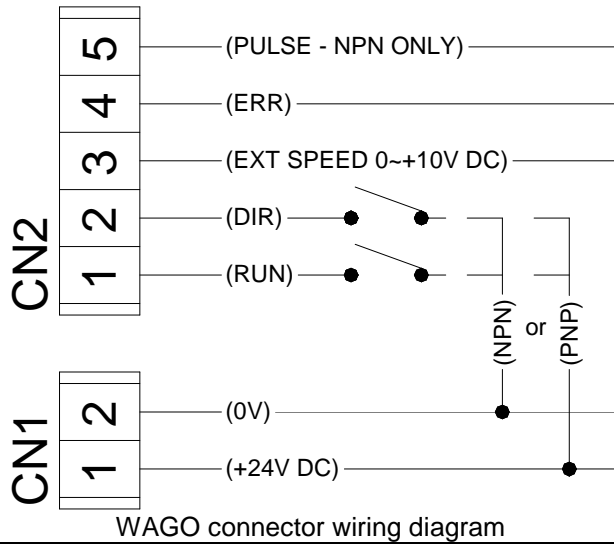 CN2
5 (PULSE - NPN ONLY)
4 (ERR)
3 (EXT SPEED 0~+10V DC)
2 (DIR)
1 (RUN)
(NPN) or (PNP)
CN1
2 (0V)
1 (+24V DC)
WAGO connector wiring diagram